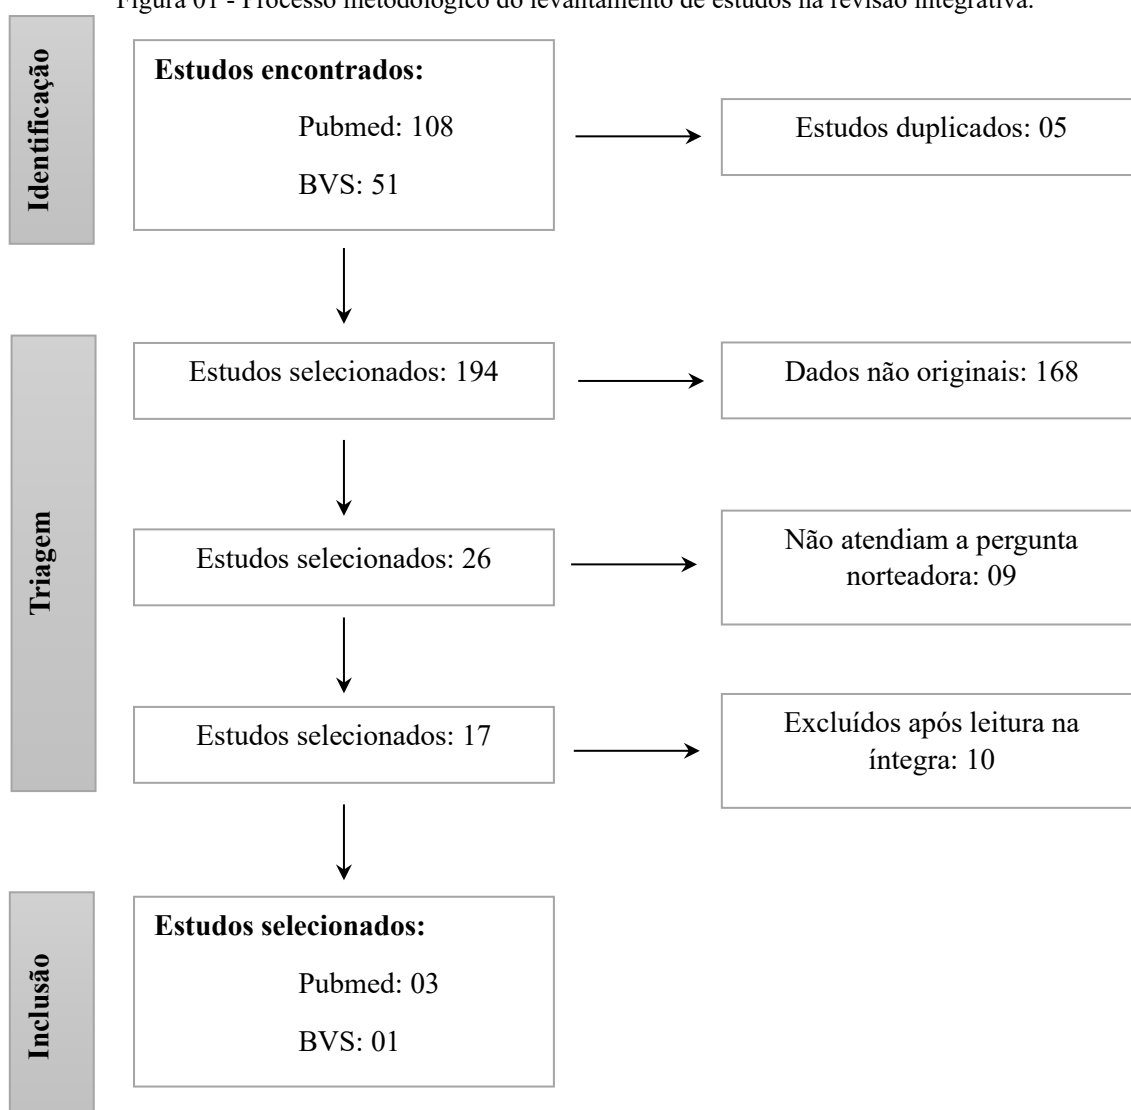 Figura 01 - Processo metodológico do levantamento de estudos na revisão integrativa.
Identificação
Estudos encontrados:
Pubmed: 108
BVS: 51
Estudos duplicados: 05
Triagem
Estudos selecionados: 194
Dados não originais: 168
Estudos selecionados: 26
Não atendiam a pergunta
norteadora: 09
Estudos selecionados: 17
Excluídos após leitura na
íntegra: 10
Inclusão
Estudos selecionados:
Pubmed: 03
BVS: 01